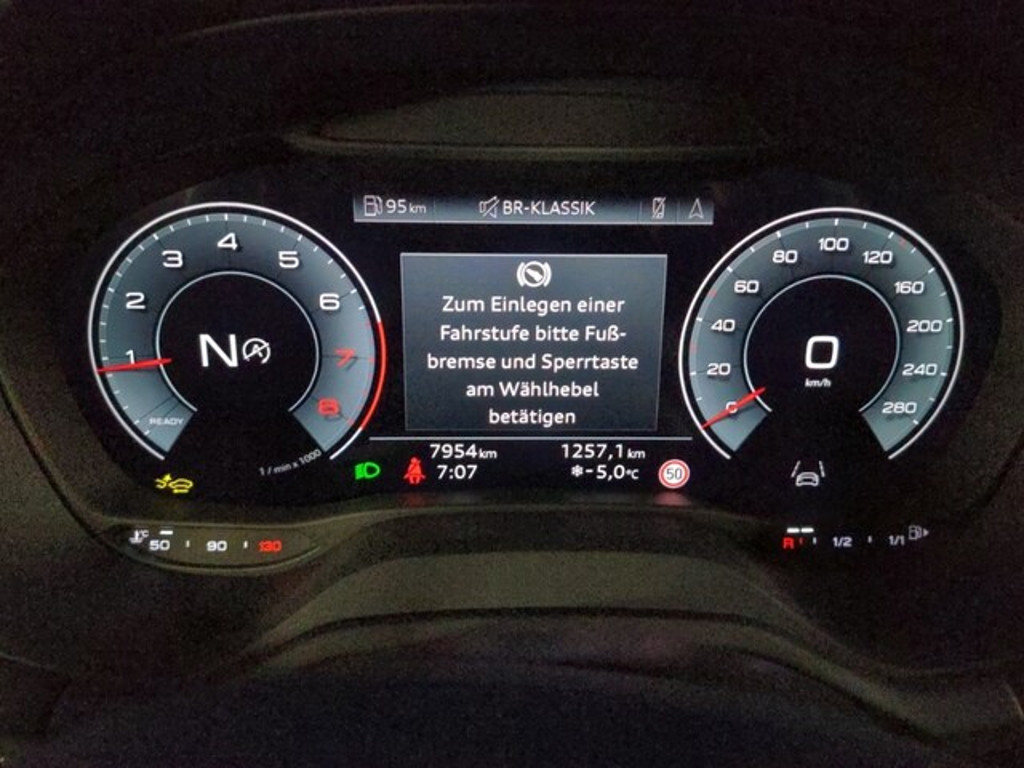 95 km BR-KLASSIK
Zum Einlegen einer
Fahrstufe bitte Fuß-
bremse und Sperrtaste
am Wählhebel
betätigen
1 2 3 4 5 6 7 8
READY
N
1 / min x 1000
0 20 40 60 80 100 120 160 200 240 280
0
km/h
7954 km 1257,1 km
7:07 -5,0 °C 50
°C 50 90 130
R 1/2 1/1